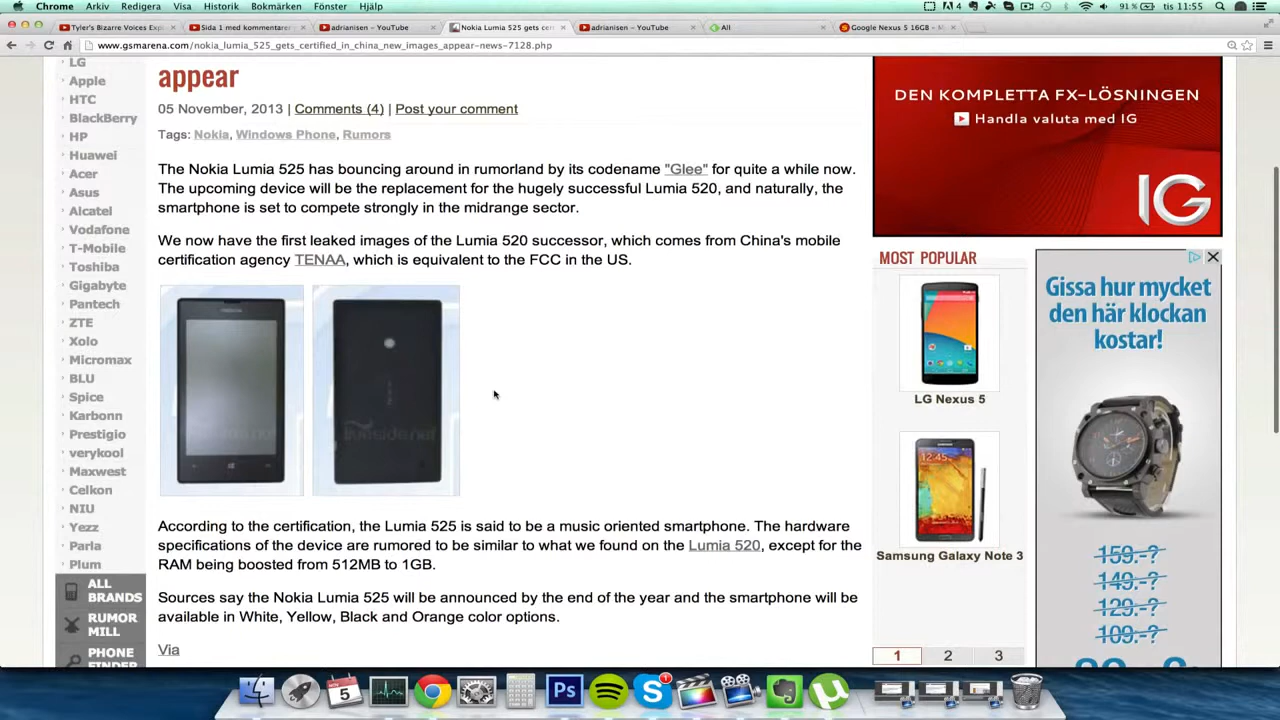 Chrome Arkiv Redigera Visa Historik Bokmärken Fönster Hjälp 4 91 % tis 11:55
Tyler's Bizarre Voices Exp
Sida 1 med kommentarer
adrianisen – YouTube
Nokia Lumia 525 gets cer
adrianisen – YouTube
All
Google Nexus 5 16GB –
www.gsmarena.com/nokia_lumia_525_gets_certified_in_china_new_images_appear-news-7128.php
LG
Apple
HTC
BlackBerry
HP
Huawei
Acer
Asus
Alcatel
Vodafone
T-Mobile
Toshiba
Gigabyte
Pantech
ZTE
Xolo
Micromax
BLU
Spice
Karbonn
Prestigio
verykool
Maxwest
Celkon
NIU
Yezz
Parla
Plum
ALL
BRANDS
RUMOR
MILL
PHONE
FINDER
appear
05 November, 2013 | Comments (4) | Post your comment
Tags: Nokia, Windows Phone, Rumors
The Nokia Lumia 525 has bouncing around in rumorland by its codename "Glee" for quite a while now.
The upcoming device will be the replacement for the hugely successful Lumia 520, and naturally, the
smartphone is set to compete strongly in the midrange sector.
We now have the first leaked images of the Lumia 520 successor, which comes from China's mobile
certification agency TENAA, which is equivalent to the FCC in the US.
According to the certification, the Lumia 525 is said to be a music oriented smartphone. The hardware
specifications of the device are rumored to be similar to what we found on the Lumia 520, except for the
RAM being boosted from 512MB to 1GB.
Sources say the Nokia Lumia 525 will be announced by the end of the year and the smartphone will be
available in White, Yellow, Black and Orange color options.
Via
DEN KOMPLETTA FX-LÖSNINGEN
Handla valuta med IG
IG
MOST POPULAR
LG Nexus 5
Samsung Galaxy Note 3
1 2 3
Gissa hur mycket
den här klockan
kostar!
159.-?
149.-?
129.-?
109.-?
5
Ps
1